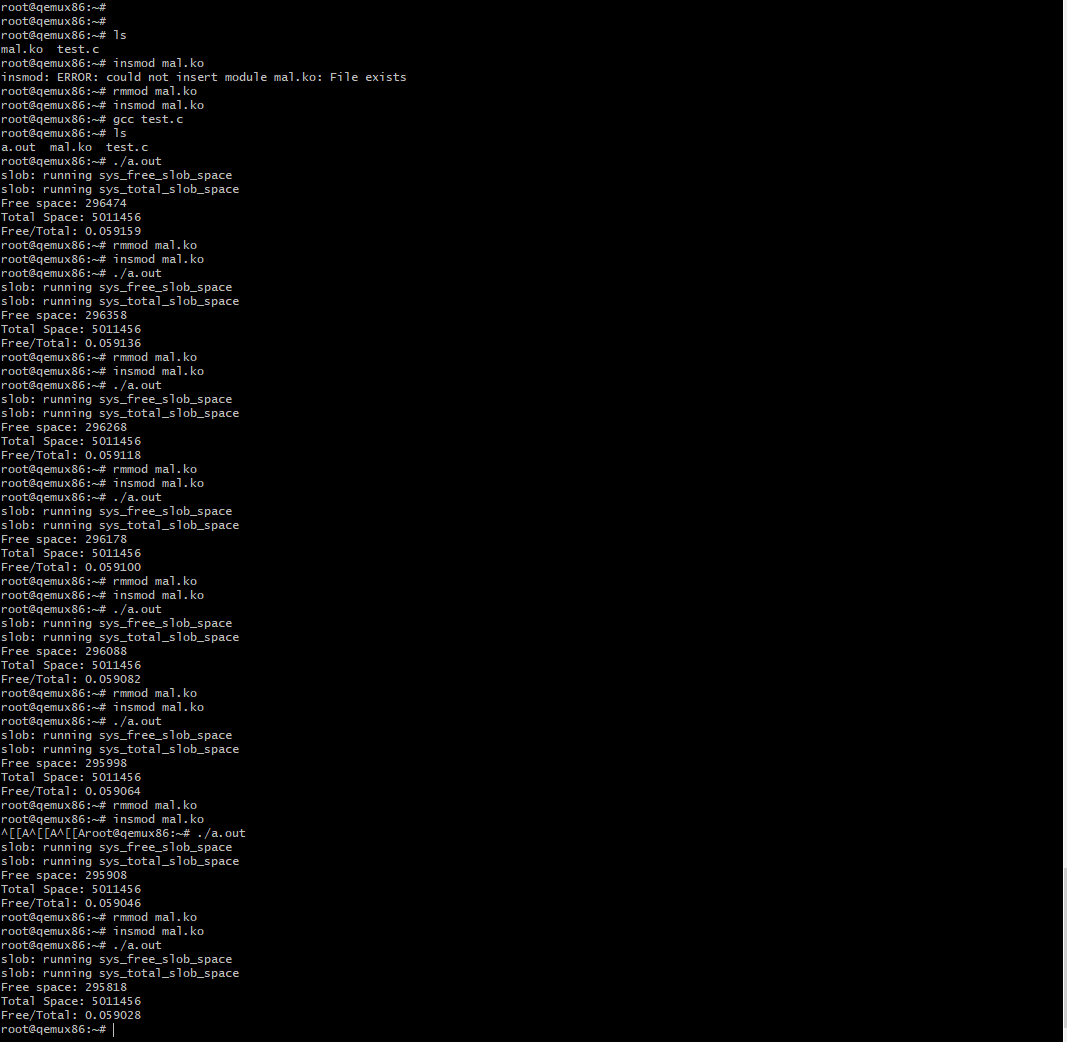 root@qemux86:~#
root@qemux86:~#
root@qemux86:~# ls
mal.ko  test.c
root@qemux86:~# insmod mal.ko
insmod: ERROR: could not insert module mal.ko: File exists
root@qemux86:~# rmmod mal.ko
root@qemux86:~# insmod mal.ko
root@qemux86:~# gcc test.c
root@qemux86:~# ls
a.out  mal.ko  test.c
root@qemux86:~# ./a.out
slob: running sys_free_slob_space
slob: running sys_total_slob_space
Free space: 296474
Total Space: 5011456
Free/Total: 0.059159
root@qemux86:~# rmmod mal.ko
root@qemux86:~# insmod mal.ko
root@qemux86:~# ./a.out
slob: running sys_free_slob_space
slob: running sys_total_slob_space
Free space: 296358
Total Space: 5011456
Free/Total: 0.059136
root@qemux86:~# rmmod mal.ko
root@qemux86:~# insmod mal.ko
root@qemux86:~# ./a.out
slob: running sys_free_slob_space
slob: running sys_total_slob_space
Free space: 296268
Total Space: 5011456
Free/Total: 0.059118
root@qemux86:~# rmmod mal.ko
root@qemux86:~# insmod mal.ko
root@qemux86:~# ./a.out
slob: running sys_free_slob_space
slob: running sys_total_slob_space
Free space: 296178
Total Space: 5011456
Free/Total: 0.059100
root@qemux86:~# rmmod mal.ko
root@qemux86:~# insmod mal.ko
root@qemux86:~# ./a.out
slob: running sys_free_slob_space
slob: running sys_total_slob_space
Free space: 296088
Total Space: 5011456
Free/Total: 0.059082
root@qemux86:~# rmmod mal.ko
root@qemux86:~# insmod mal.ko
root@qemux86:~# ./a.out
slob: running sys_free_slob_space
slob: running sys_total_slob_space
Free space: 295998
Total Space: 5011456
Free/Total: 0.059064
root@qemux86:~# rmmod mal.ko
root@qemux86:~# insmod mal.ko
^[[A^[[A^[[Aroot@qemux86:~# ./a.out
slob: running sys_free_slob_space
slob: running sys_total_slob_space
Free space: 295908
Total Space: 5011456
Free/Total: 0.059046
root@qemux86:~# rmmod mal.ko
root@qemux86:~# insmod mal.ko
root@qemux86:~# ./a.out
slob: running sys_free_slob_space
slob: running sys_total_slob_space
Free space: 295818
Total Space: 5011456
Free/Total: 0.059028
root@qemux86:~#